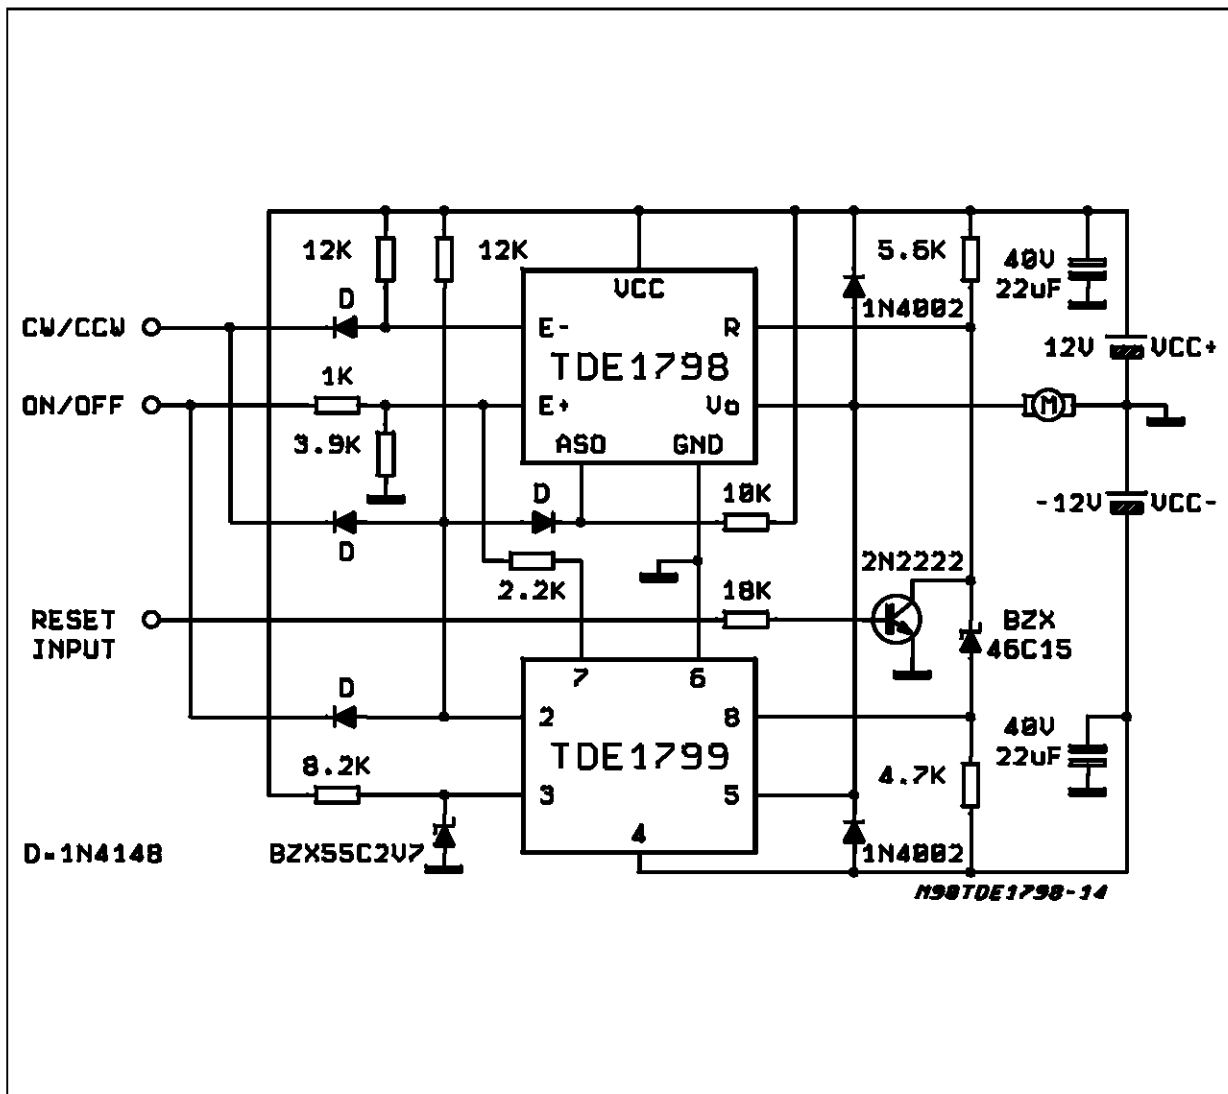 12K
12K
5.6K
40V
22uF
VCC
D
1N4002
CW/CCW
E-
R
TDE1798
12V
VCC+
1K
ON/OFF
E+
Vo
M
3.9K
ASO
GND
D
10K
-12V
VCC-
D
2.2K
2N2222
18K
RESET
INPUT
BZX
46C15
7
6
D
2
8
40V
22uF
TDE1799
8.2K
4.7K
3
5
4
D=1N4148
BZX55C2V7
1N4002
M98TDE1798-14